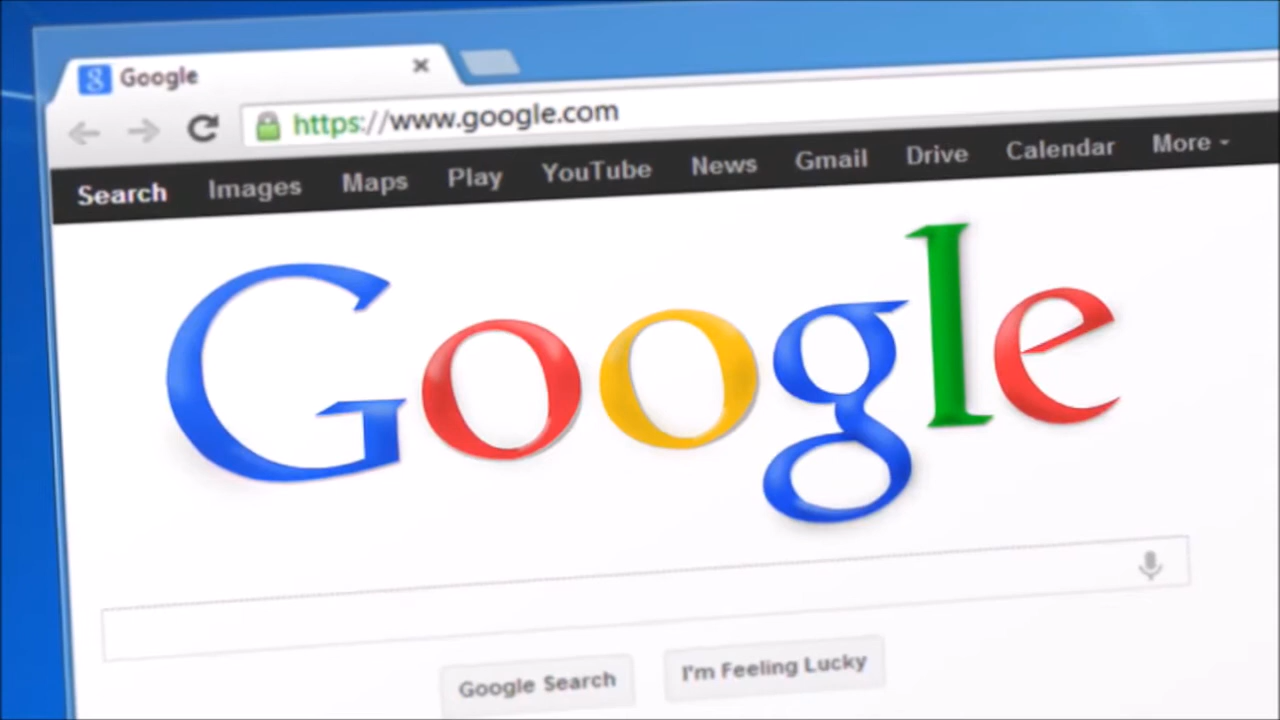 Google
https://www.google.com
Search Images Maps Play YouTube News Gmail Drive Calendar More
Google
Google Search I'm Feeling Lucky